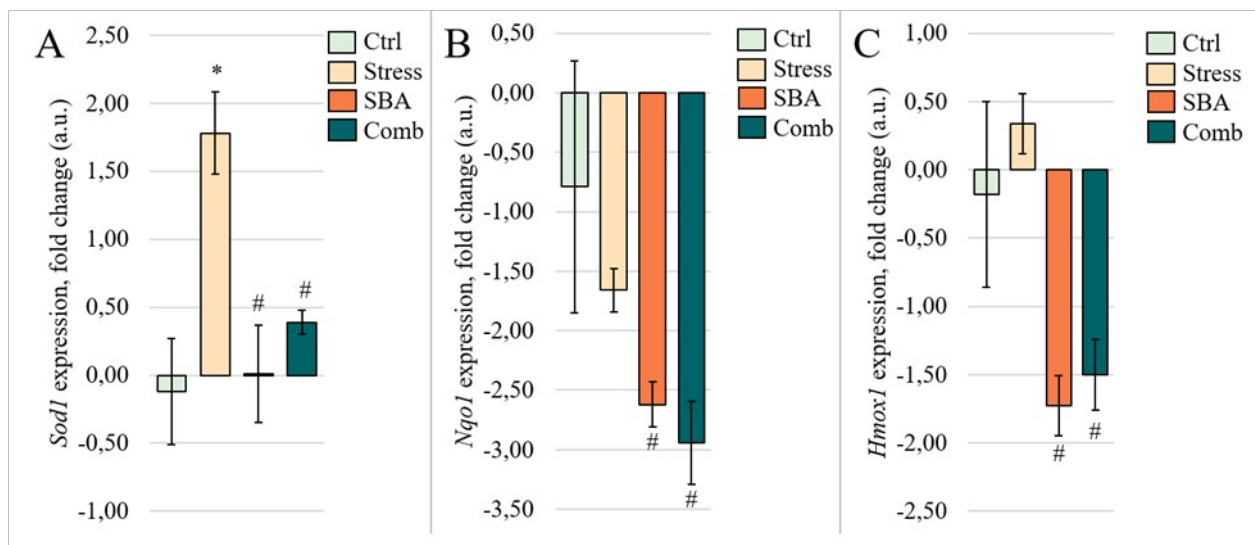 A
Sod1 expression, fold change (a.u.)
2,50
2,00
1,50
1,00
0,50
0,00
-0,50
-1,00
*
#
#
Ctrl
Stress
SBA
Comb
B
Nqo1 expression, fold change (a.u.)
0,50
0,00
-0,50
-1,00
-1,50
-2,00
-2,50
-3,00
-3,50
#
#
Ctrl
Stress
SBA
Comb
C
Hmox1 expression, fold change (a.u.)
1,00
0,50
0,00
-0,50
-1,00
-1,50
-2,00
-2,50
#
#
Ctrl
Stress
SBA
Comb